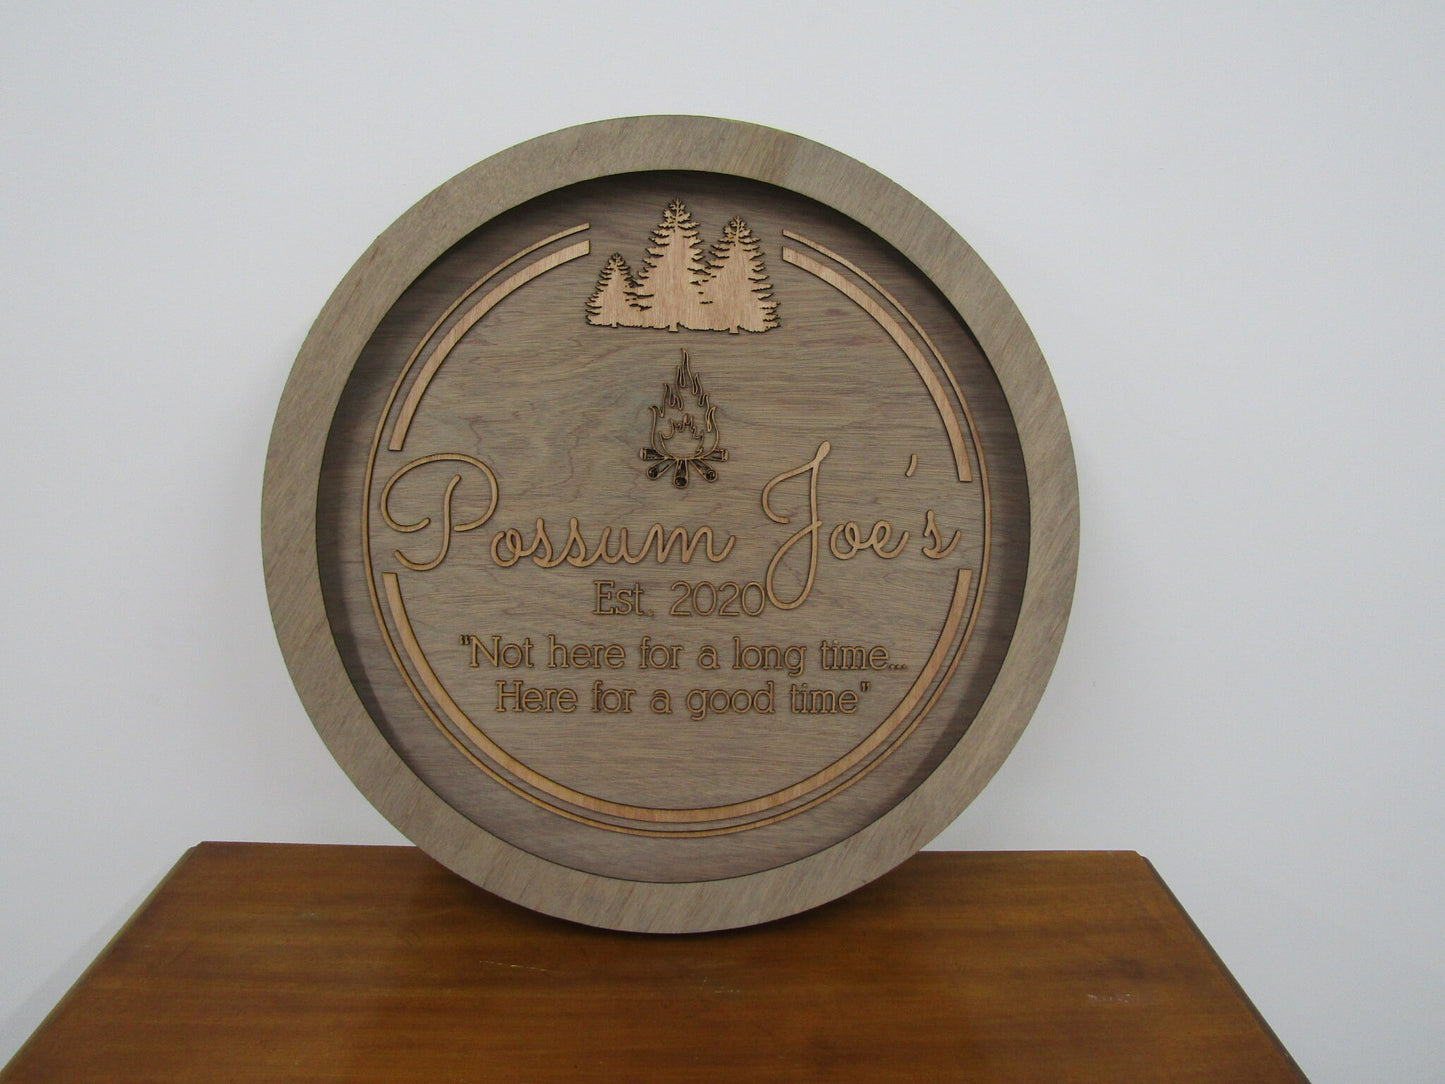 Possum Joe's
Est. 2020
"Not here for a long time...
Here for a good time"